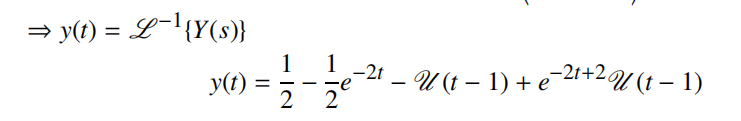 ⇒ y(t) = ℒ⁻¹{Y(s)}
y(t) = 1/2 − 1/2 e^{−2t} − 𝒰(t − 1) + e^{−2t+2} 𝒰(t − 1)